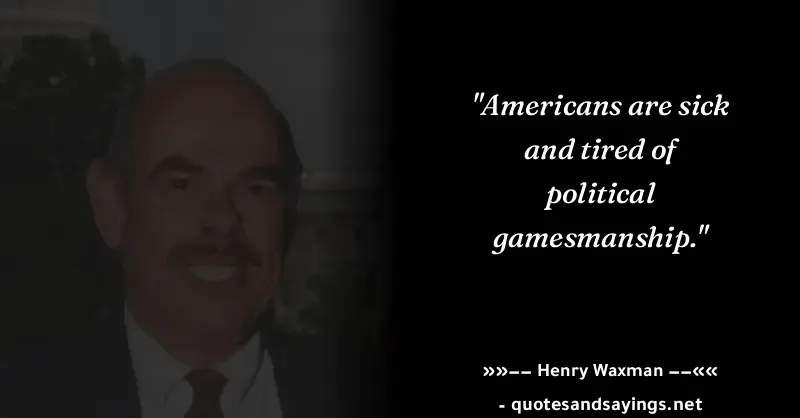 "Americans are sick
and tired of
political
gamesmanship."
»»–– Henry Waxman ––««
- quotesandsayings.net